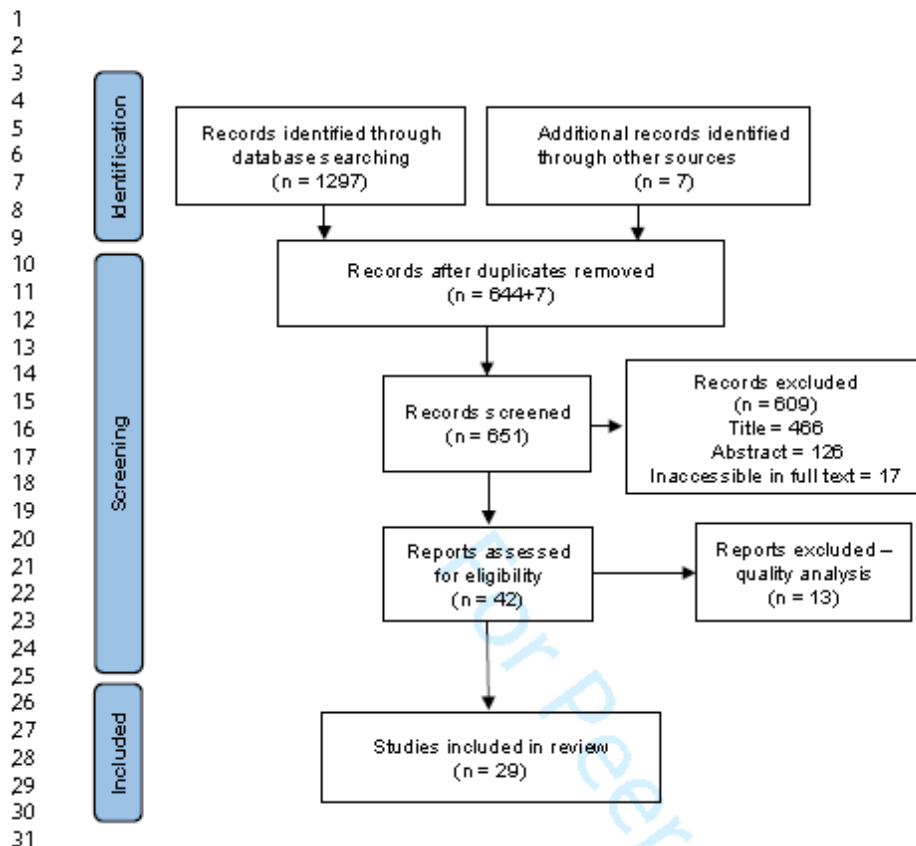 1
2
3
4
5
6
7
8
9
10
11
12
13
14
15
16
17
18
19
20
21
22
23
24
25
26
27
28
29
30
31
Identification
Records identified through
database searching
(n = 1297)
Additional records identified
through other sources
(n = 7)
Screening
Records after duplicates removed
(n = 644+7)
Records screened
(n = 651)
Records excluded
(n = 609)
Title = 466
Abstract = 126
Inaccessible in full text = 17
Reports assessed
for eligibility
(n = 42)
Reports excluded –
quality analysis
(n = 13)
Included
Studies included in review
(n = 29)
For Peer